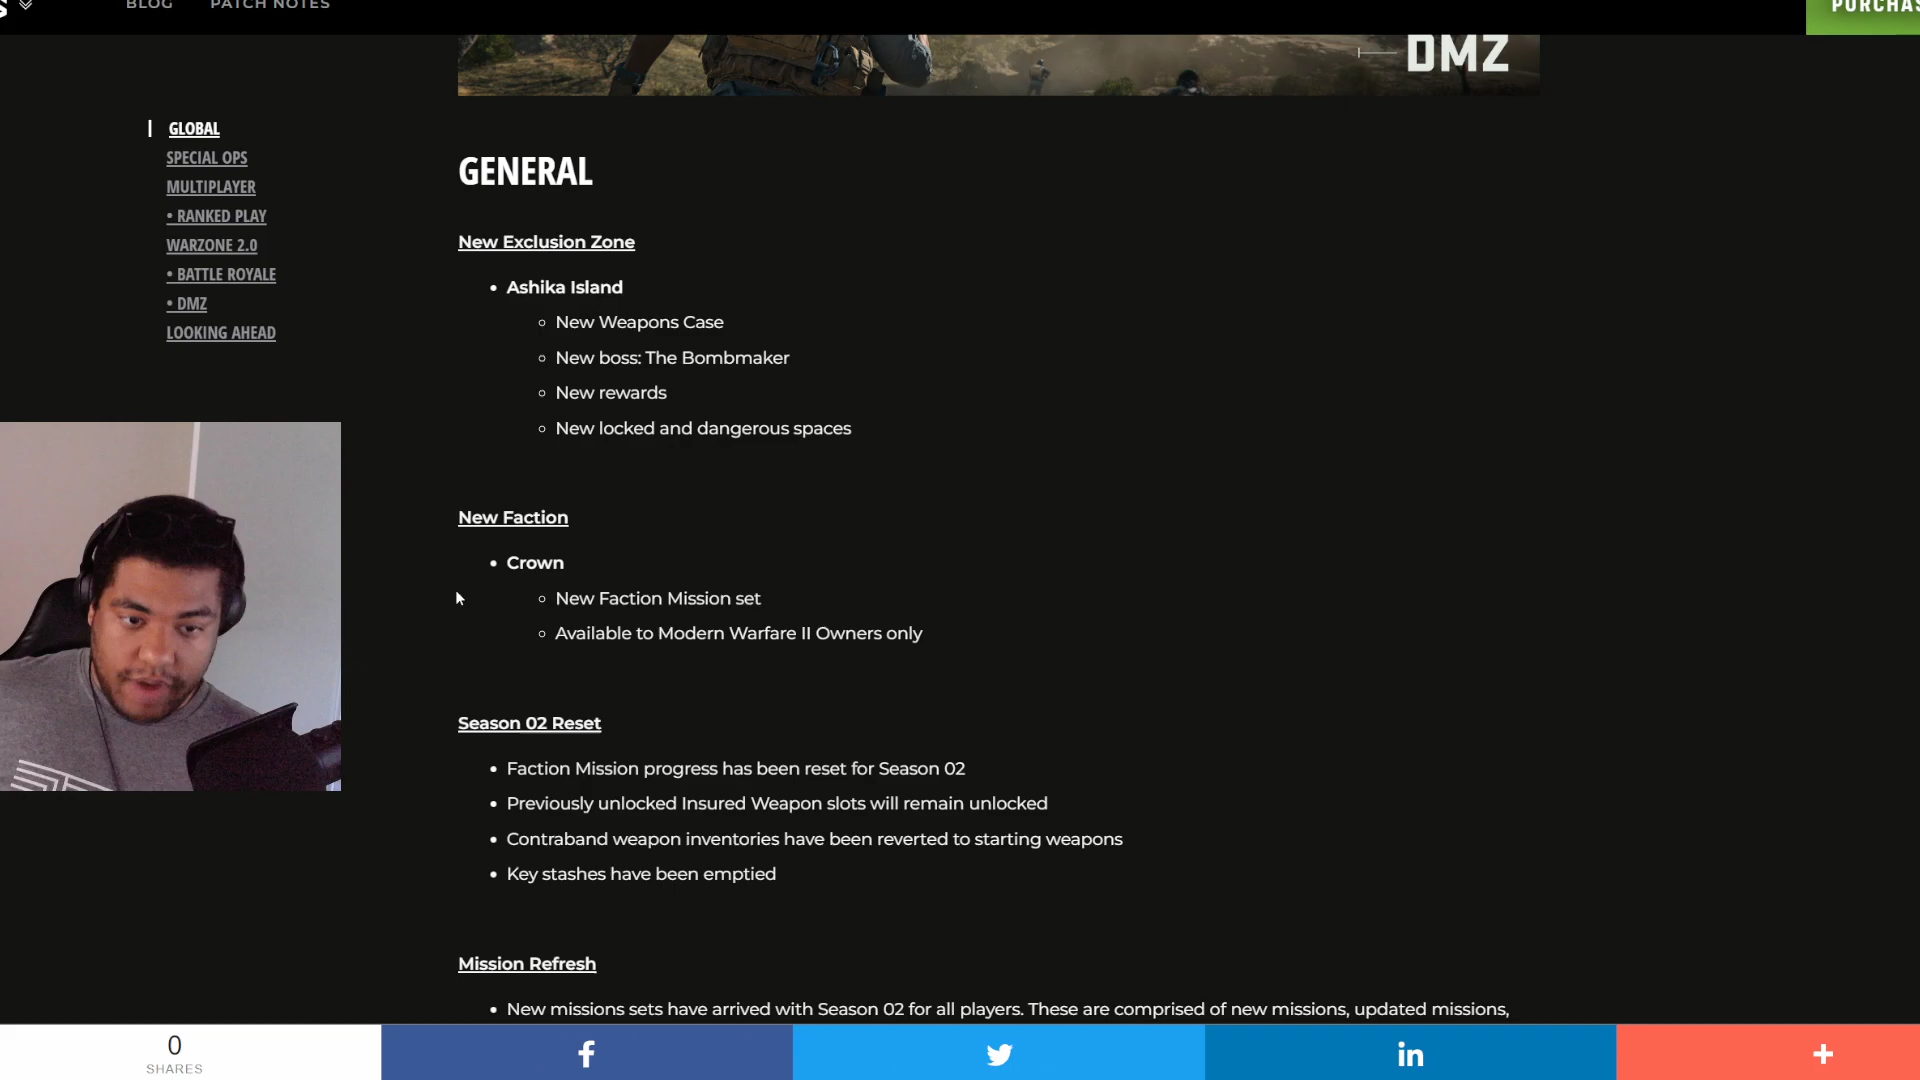 BLOG
PATCH NOTES
DMZ
GLOBAL
SPECIAL OPS
MULTIPLAYER
• RANKED PLAY
WARZONE 2.0
• BATTLE ROYALE
• DMZ
LOOKING AHEAD
GENERAL
New Exclusion Zone
• Ashika Island
◦ New Weapons Case
◦ New boss: The Bombmaker
◦ New rewards
◦ New locked and dangerous spaces
New Faction
• Crown
◦ New Faction Mission set
◦ Available to Modern Warfare II Owners only
Season 02 Reset
• Faction Mission progress has been reset for Season 02
• Previously unlocked Insured Weapon slots will remain unlocked
• Contraband weapon inventories have been reverted to starting weapons
• Key stashes have been emptied
Mission Refresh
• New missions sets have arrived with Season 02 for all players. These are comprised of new missions, updated missions,
0
SHARES